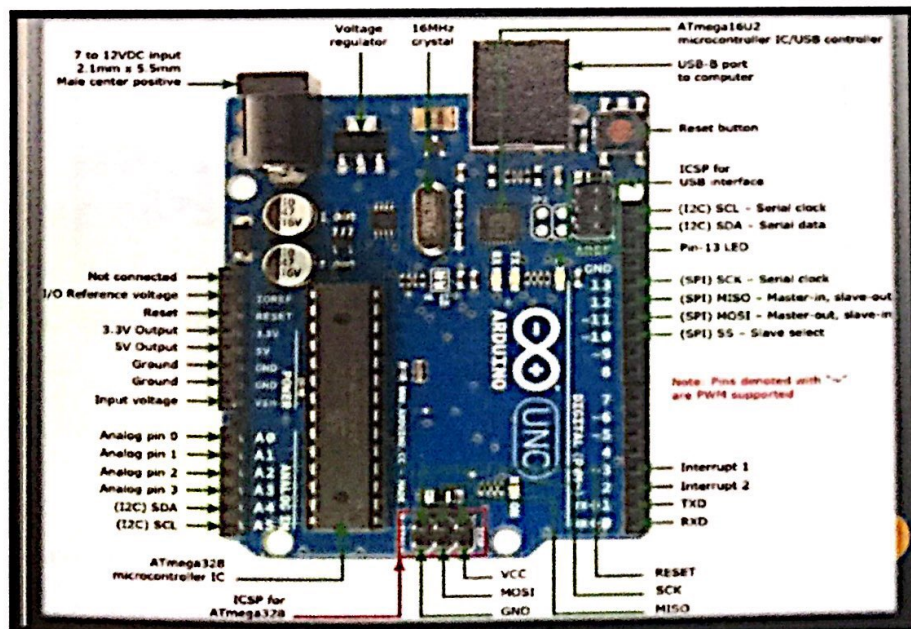 Voltage
regulator
16MHz
crystal
ATmega16U2
microcontroller IC/USB controller
7 to 12VDC input
2.1mm x 5.5mm
Male center positive
USB-B port
to computer
Reset button
ICSP for
USB interface
(I2C) SCL - Serial clock
(I2C) SDA - Serial data
Pin-13 LED
(SPI) SCK - Serial clock
(SPI) MISO - Master-in, slave-out
(SPI) MOSI - Master-out, slave-in
(SPI) SS - Slave select
Note: Pins denoted with "~"
are PWM supported
Interrupt 1
Interrupt 2
TXD
RXD
Not connected
I/O Reference voltage
Reset
3.3V Output
5V Output
Ground
Ground
Input voltage
Analog pin 0
Analog pin 1
Analog pin 2
Analog pin 3
(I2C) SDA
(I2C) SCL
10
47
16V
IOREF
RESET
3.3V
5V
GND
GND
VIN
POWER
A0
A1
A2
A3
A4
A5
ANALOG IN
AREF
GND
13
12
~11
~10
~9
8
7
~6
~5
4
~3
2
1
0
DIGITAL (PWM~)
ARDUINO
UNO
ON
ATmega328
microcontroller IC
ICSP for
ATmega328
VCC
MOSI
GND
RESET
SCK
MISO